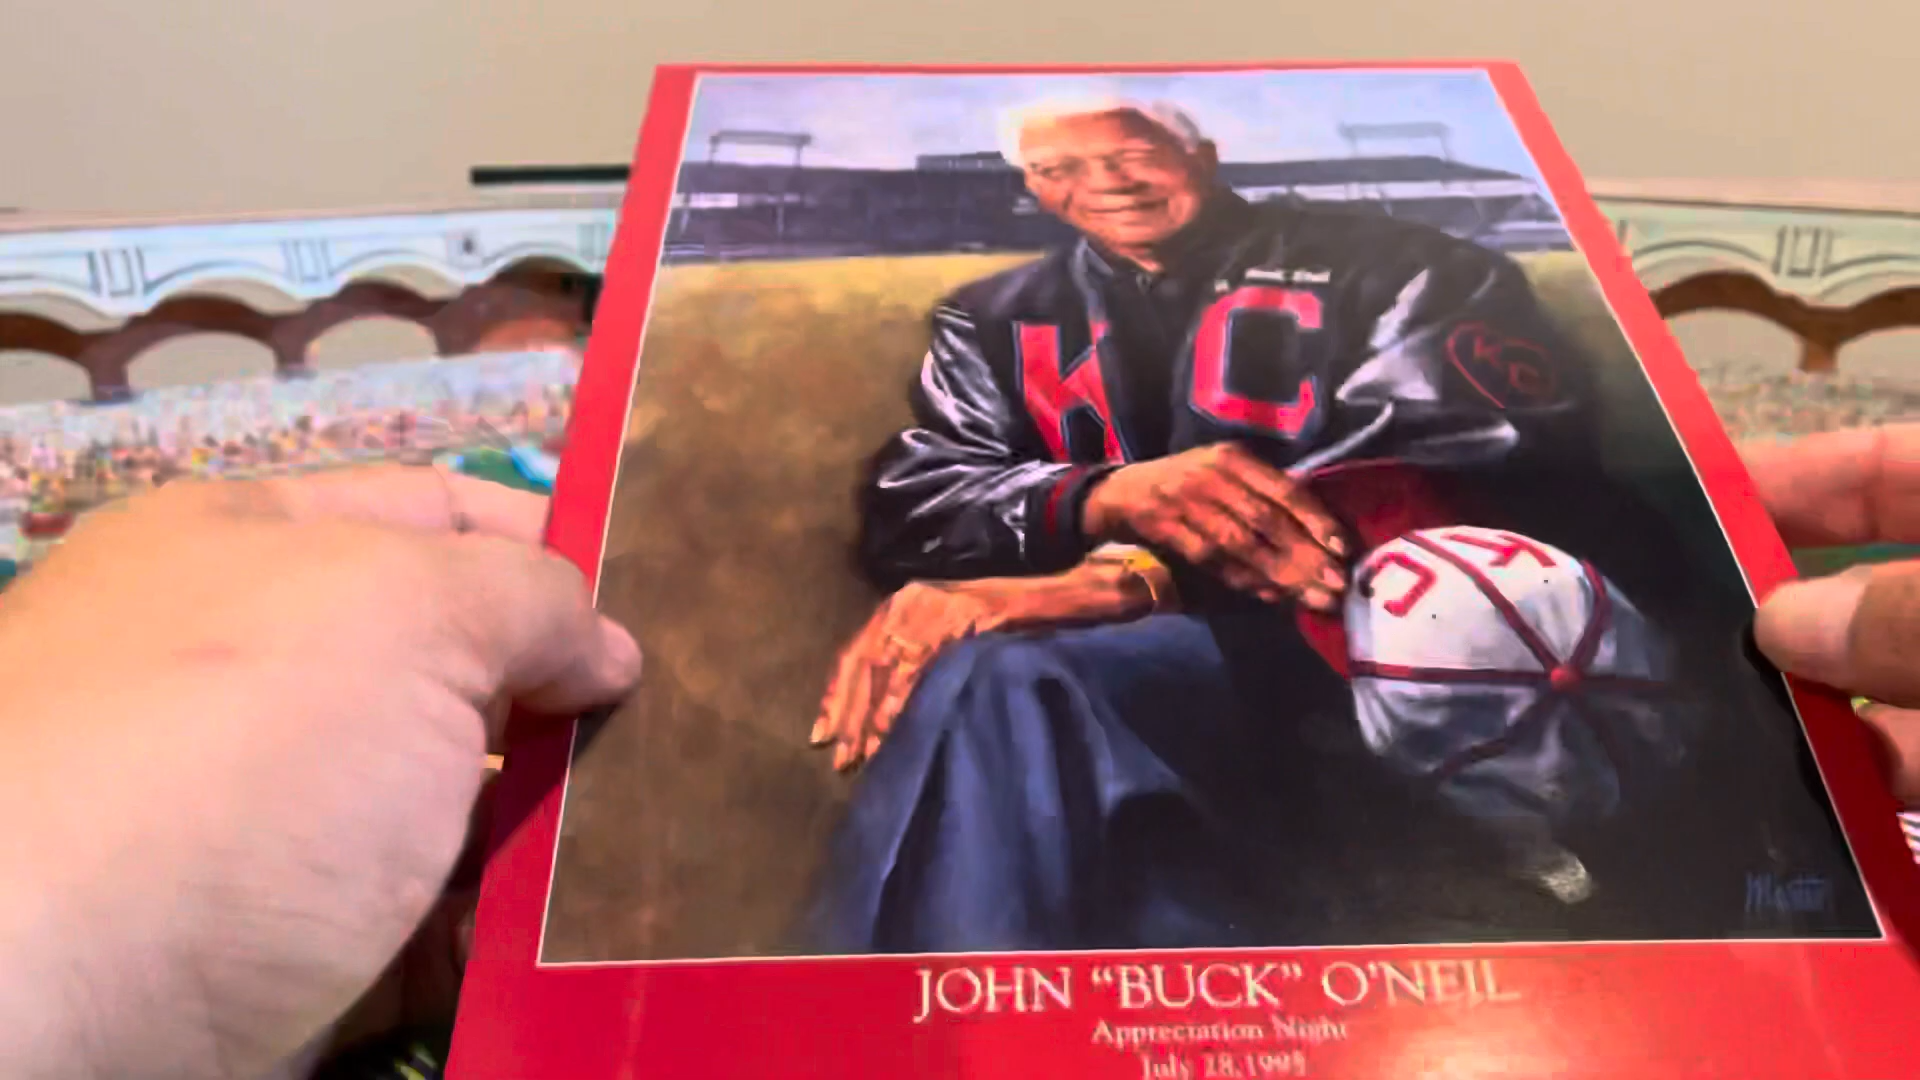 K C
K
C
C K
JOHN “BUCK” O'NEIL
Appreciation Night
July 28, 1995